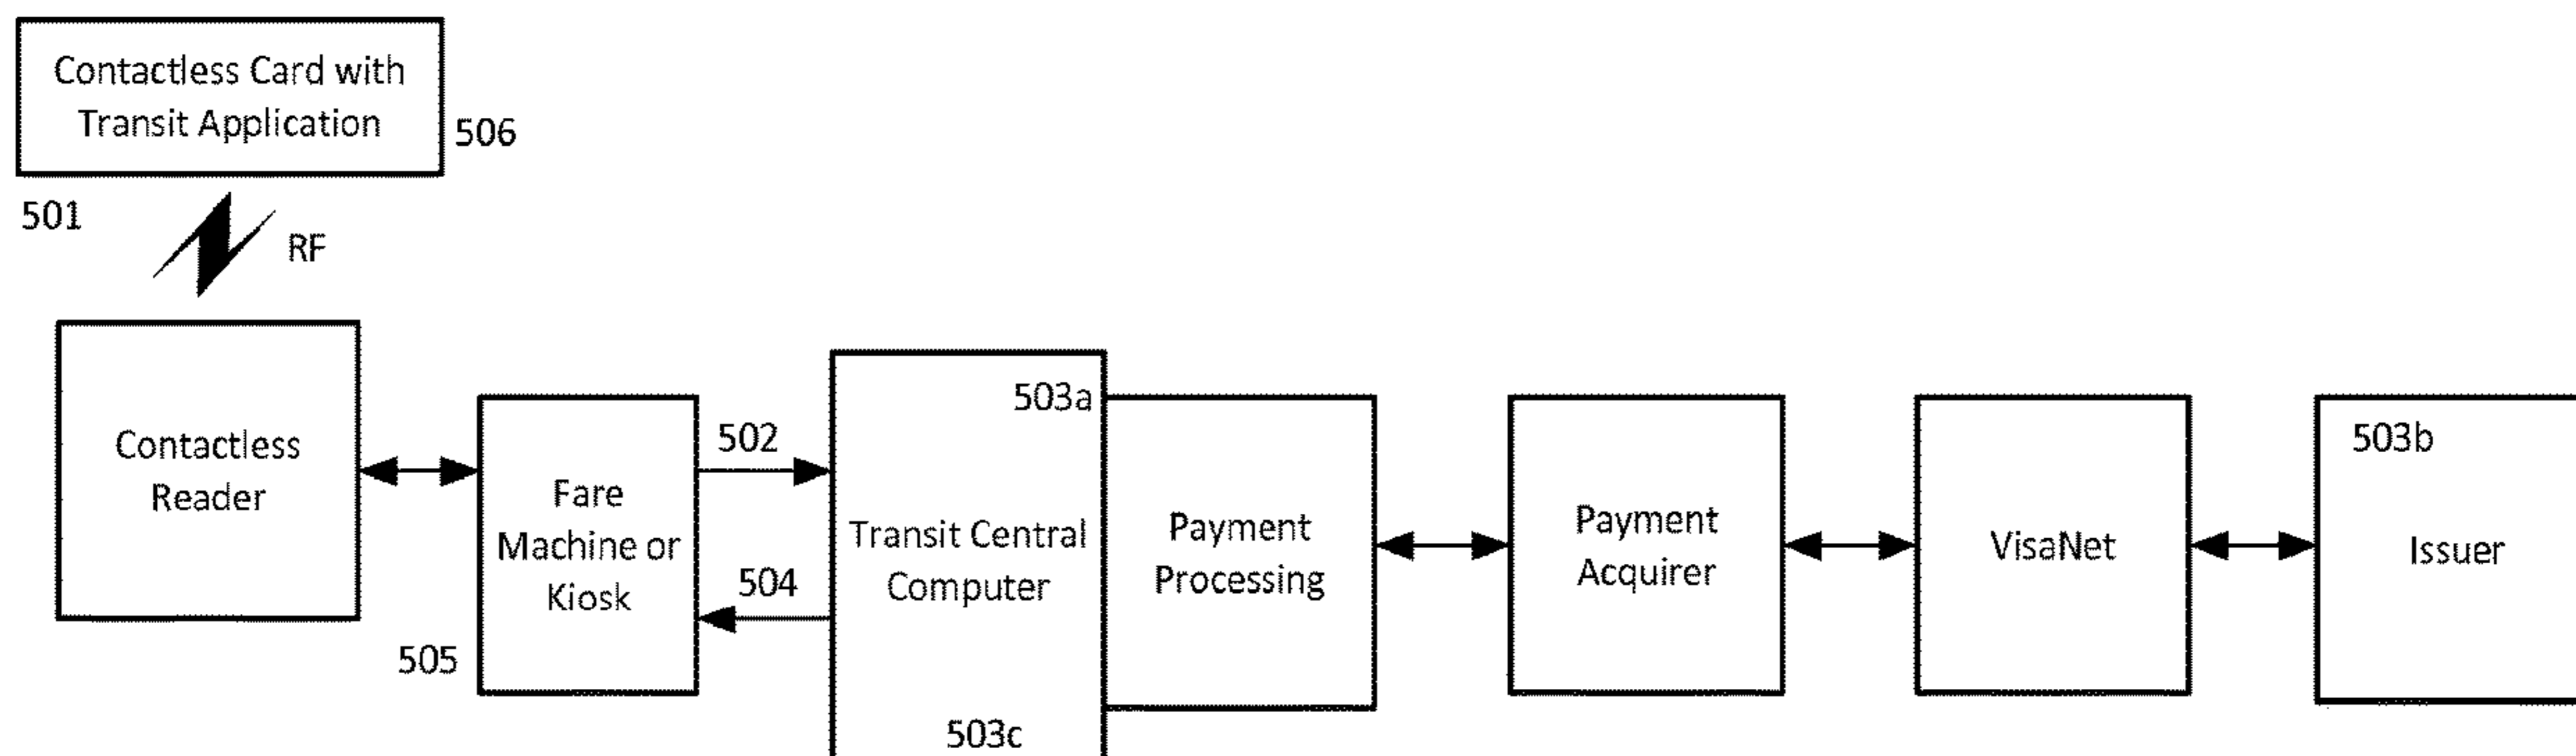 Contactless Card with
Transit Application
506
501
RF
Contactless
Reader
Fare
Machine or
Kiosk
505
502
504
503a
Transit Central
Computer
503c
Payment
Processing
Payment
Acquirer
VisaNet
503b
Issuer